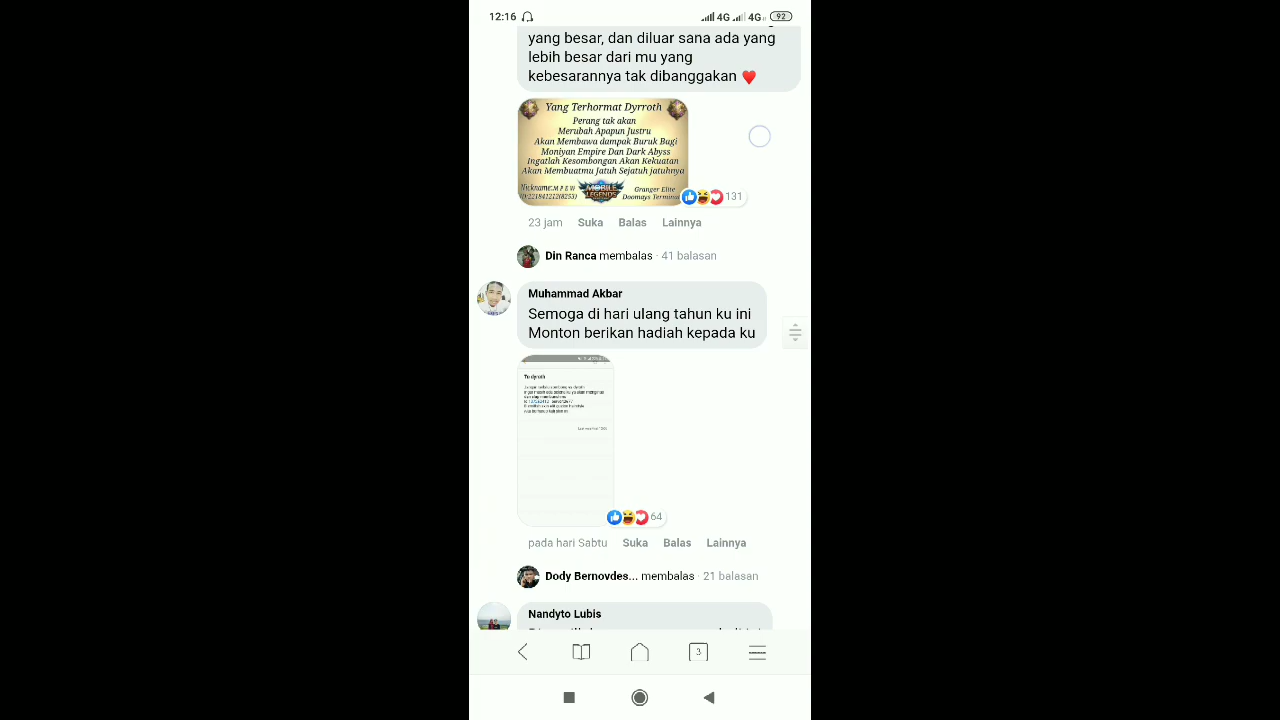 12:16
4G
4G
92
yang besar, dan diluar sana ada yang
lebih besar dari mu yang
kebesarannya tak dibanggakan
Yang Terhormat Dyrroth
Perang tak akan
Merubah Apapun Justru
Akan Membawa dampak Buruk Bagi
Moniyan Empire Dan Dark Abyss
Ingatlah Kesombongan Akan Kekuatan
Akan Membuatmu Jatuh Sejatuh jatuhnya
Nickname:M P E W
MOBILE
LEGENDS
Granger Elite
Doomays Terminat
131
23 jam Suka Balas Lainnya
Din Ranca membalas · 41 balasan
Muhammad Akbar
Semoga di hari ulang tahun ku ini
Monton berikan hadiah kepada ku
64
pada hari Sabtu Suka Balas Lainnya
Dody Bernovdes... membalas · 21 balasan
Nandyto Lubis
3